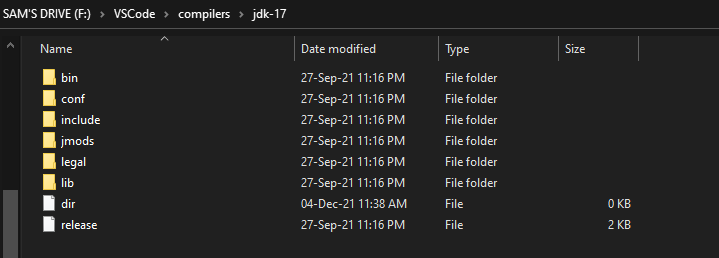 SAM'S DRIVE (F:) > VSCode > compilers > jdk-17
Name Date modified Type Size
bin 27-Sep-21 11:16 PM File folder
conf 27-Sep-21 11:16 PM File folder
include 27-Sep-21 11:16 PM File folder
jmods 27-Sep-21 11:16 PM File folder
legal 27-Sep-21 11:16 PM File folder
lib 27-Sep-21 11:16 PM File folder
dir 04-Dec-21 11:38 AM File 0 KB
release 27-Sep-21 11:16 PM File 2 KB